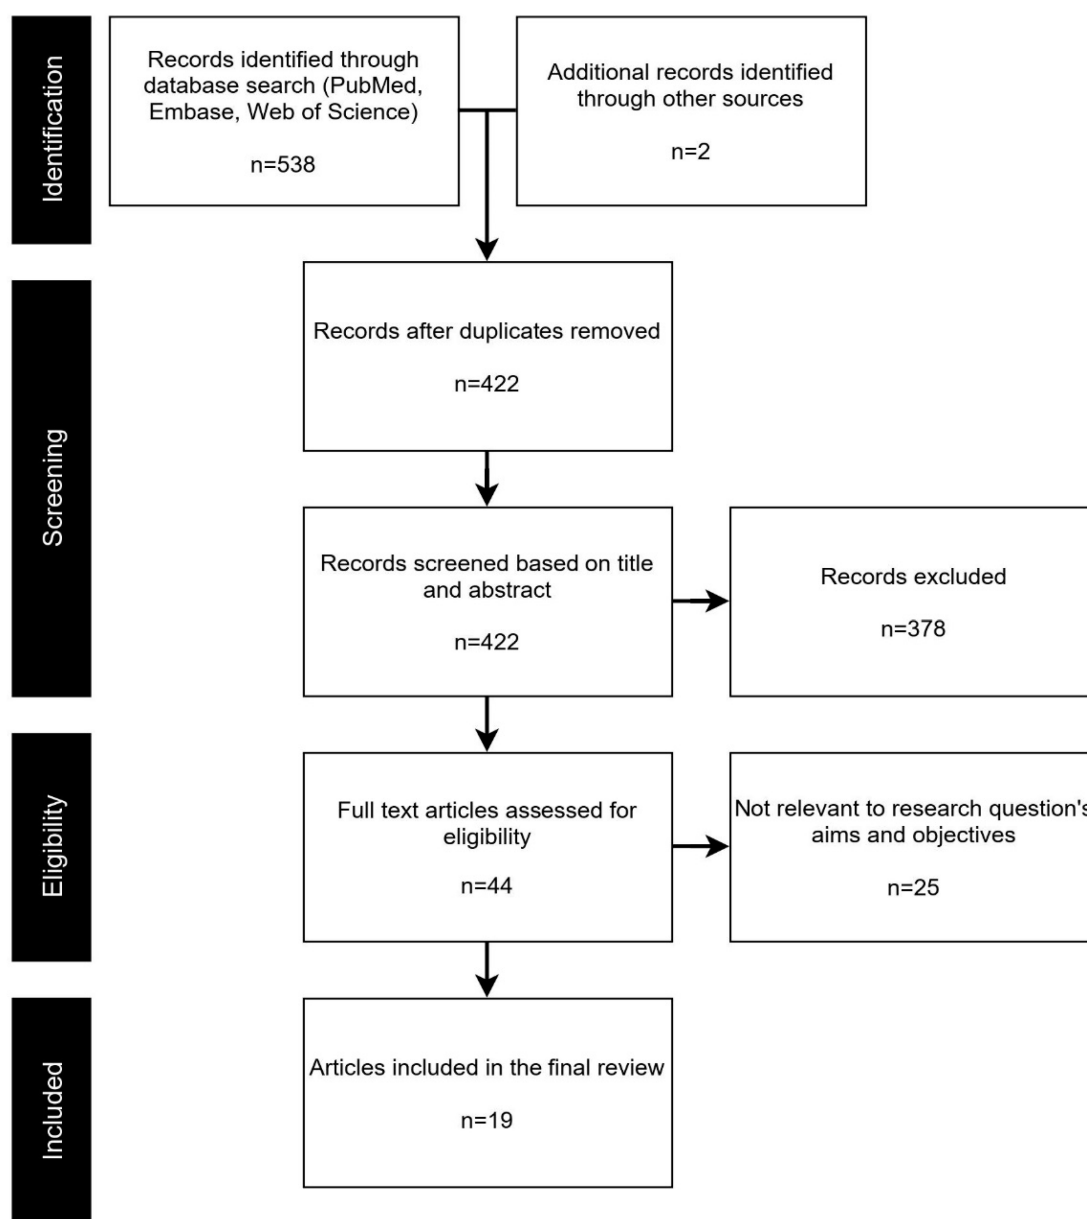 Identification
Records identified through
database search (PubMed,
Embase, Web of Science)
n=538
Additional records identified
through other sources
n=2
Screening
Records after duplicates removed
n=422
Records screened based on title
and abstract
n=422
Records excluded
n=378
Eligibility
Full text articles assessed for
eligibility
n=44
Not relevant to research question's
aims and objectives
n=25
Included
Articles included in the final review
n=19